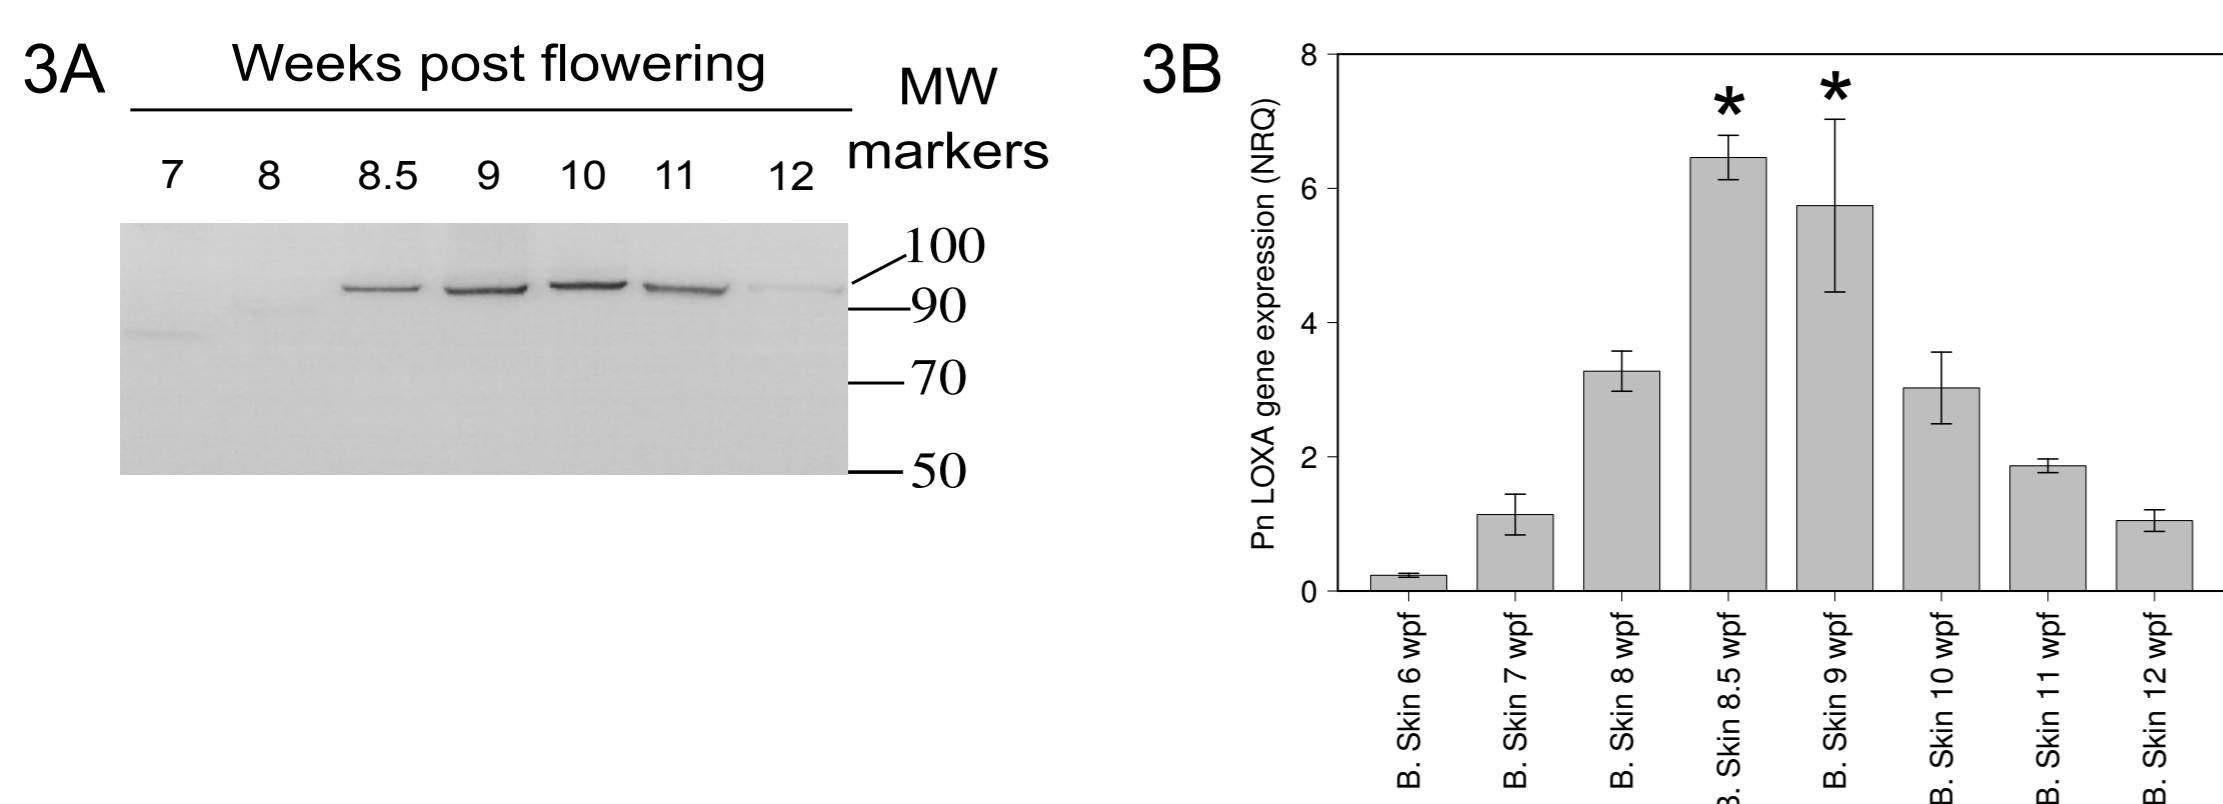 3A
Weeks post flowering
MW
markers
7 8 8.5 9 10 11 12
100
90
70
50
3B
* *
Pn LOXA gene expression (NRQ)
8
6
4
2
0
B. Skin 6 wpf
B. Skin 7 wpf
B. Skin 8 wpf
B. Skin 8.5 wpf
B. Skin 9 wpf
B. Skin 10 wpf
B. Skin 11 wpf
B. Skin 12 wpf